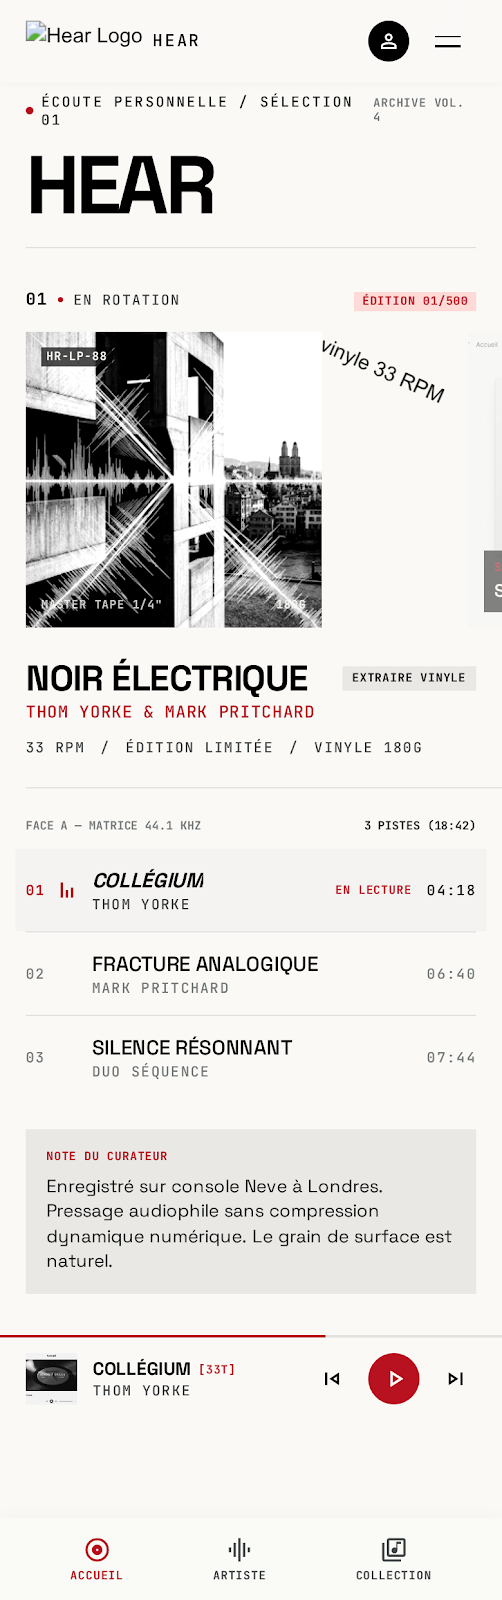 Hear Logo HEAR
ÉCOUTE PERSONNELLE / SÉLECTION
01
ARCHIVE VOL.
4
HEAR
01 • EN ROTATION
ÉDITION 01/500
HR-LP-88
vinyle 33 RPM
Accueil
MASTER TAPE 1/4"
180G
NOIR ÉLECTRIQUE
EXTRAIRE VINYLE
THOM YORKE & MARK PRITCHARD
33 RPM / ÉDITION LIMITÉE / VINYLE 180G
FACE A — MATRICE 44.1 KHZ
3 PISTES (18:42)
01 COLLÉGIUM EN LECTURE 04:18
THOM YORKE
02 FRACTURE ANALOGIQUE 06:40
MARK PRITCHARD
03 SILENCE RÉSONNANT 07:44
DUO SÉQUENCE
NOTE DU CURATEUR
Enregistré sur console Neve à Londres.
Pressage audiophile sans compression
dynamique numérique. Le grain de surface est
naturel.
COLLÉGIUM [33T]
THOM YORKE
ACCUEIL ARTISTE COLLECTION